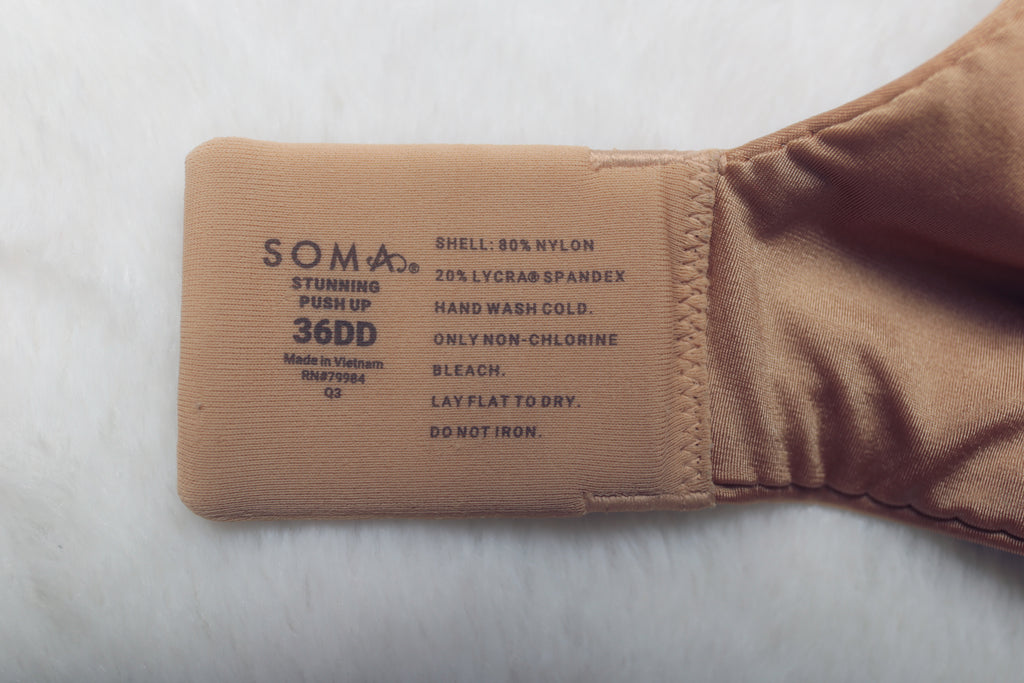 SOMA®
STUNNING
PUSH UP
36DD
Made in Vietnam
RN#79984
Q3
SHELL: 80% NYLON
20% LYCRA® SPANDEX
HAND WASH COLD.
ONLY NON-CHLORINE
BLEACH.
LAY FLAT TO DRY.
DO NOT IRON.